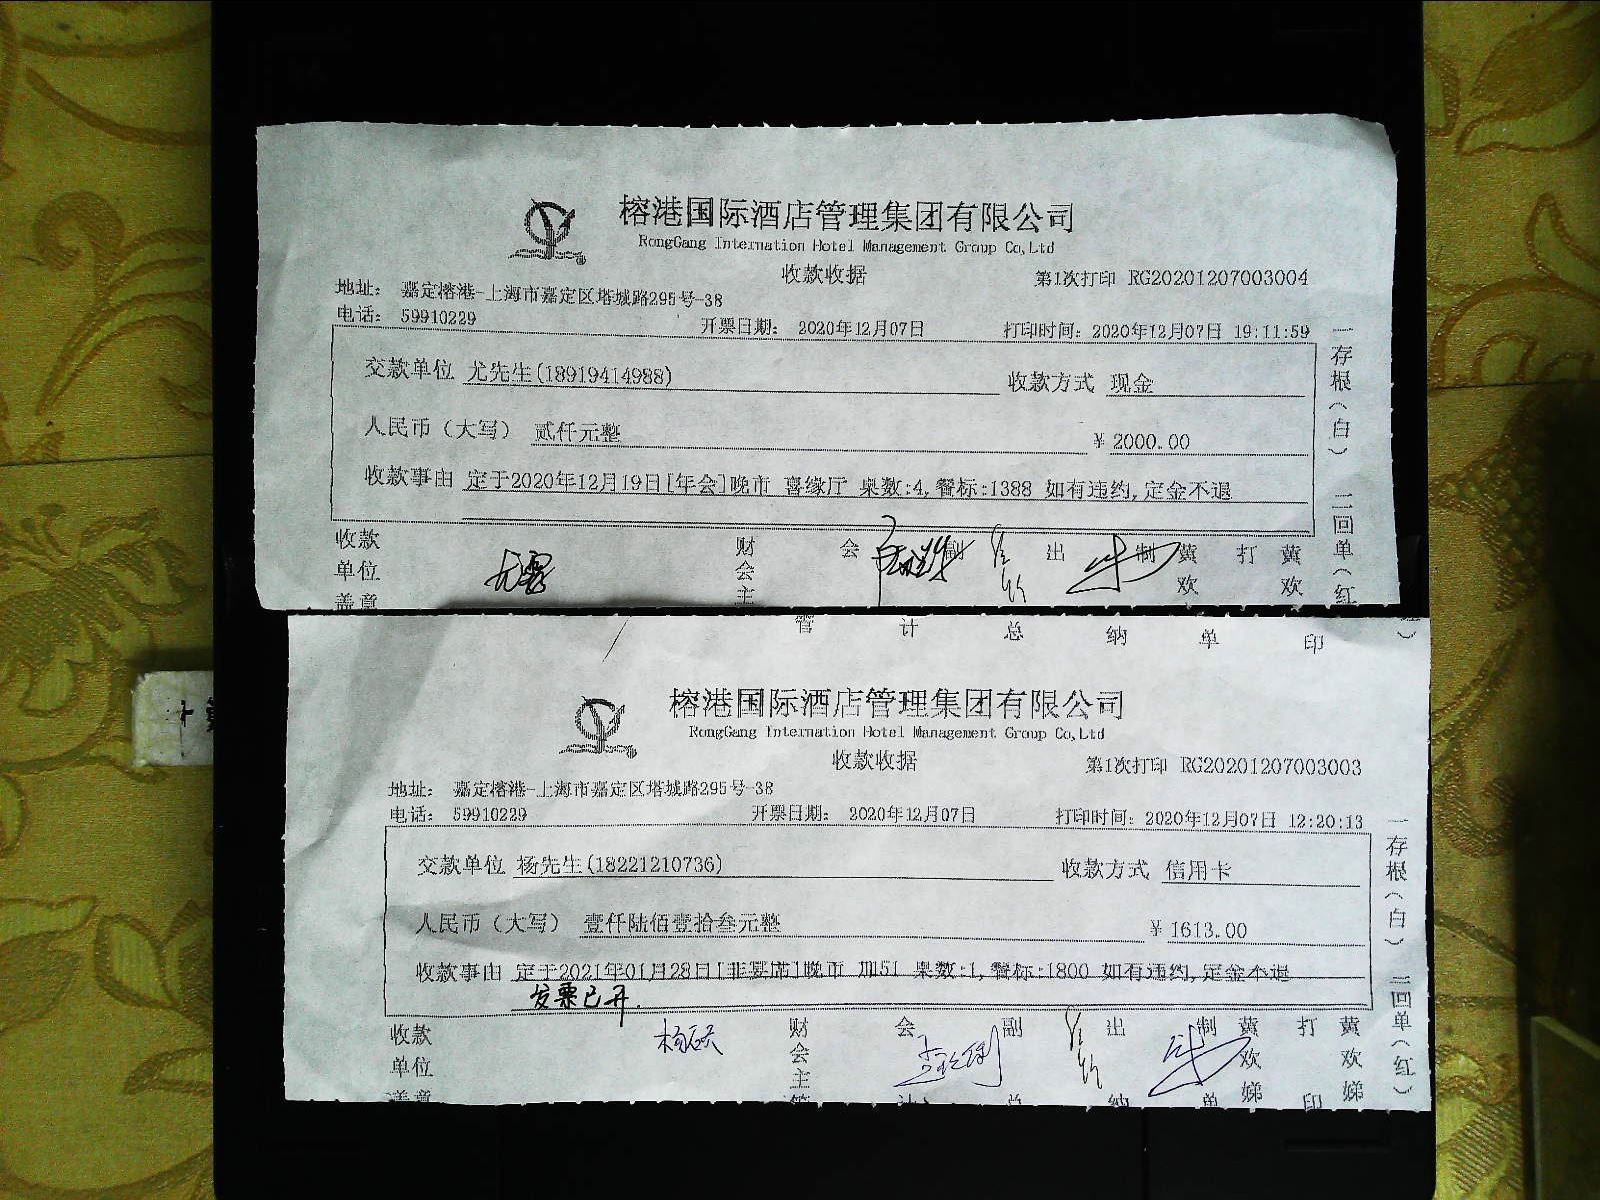 榕港国际酒店管理集团有限公司
RongGang Internation Hotel Management Group Co,Ltd
收款收据
第1次打印 RG20201207003004
地址： 嘉定榕港-上海市嘉定区塔城路295号-38
电话： 59910229
开票日期： 2020年12月07日
打印时间： 2020年12月07日 19:11:59
交款单位 尤先生(18919414988)
收款方式 现金
人民币（大写） 贰仟元整
￥ 2000.00
收款事由 定于2020年12月19日[年会]晚市 喜缘厅 桌数:4,餐标:1388 如有违约,定金不退
一存根（白） 二回单（红）
收款单位盖章
财会主管
会计
副总
出纳
制单 黄欢
打印 黄欢
榕港国际酒店管理集团有限公司
RongGang Internation Hotel Management Group Co,Ltd
收款收据
第1次打印 RG20201207003003
地址： 嘉定榕港-上海市嘉定区塔城路295号-38
电话： 59910229
开票日期： 2020年12月07日
打印时间： 2020年12月07日 12:20:13
交款单位 杨先生(18221210736)
收款方式 信用卡
人民币（大写） 壹仟陆佰壹拾叁元整
￥ 1613.00
收款事由 定于2021年01月28日[非宴席]晚市 加51 桌数:1,餐标:1800 如有违约,定金不退
发票已开.
一存根（白） 二回单（红）
收款单位盖章
财会主管
会计
副总
出纳
制单 黄欢娣
打印 黄欢娣